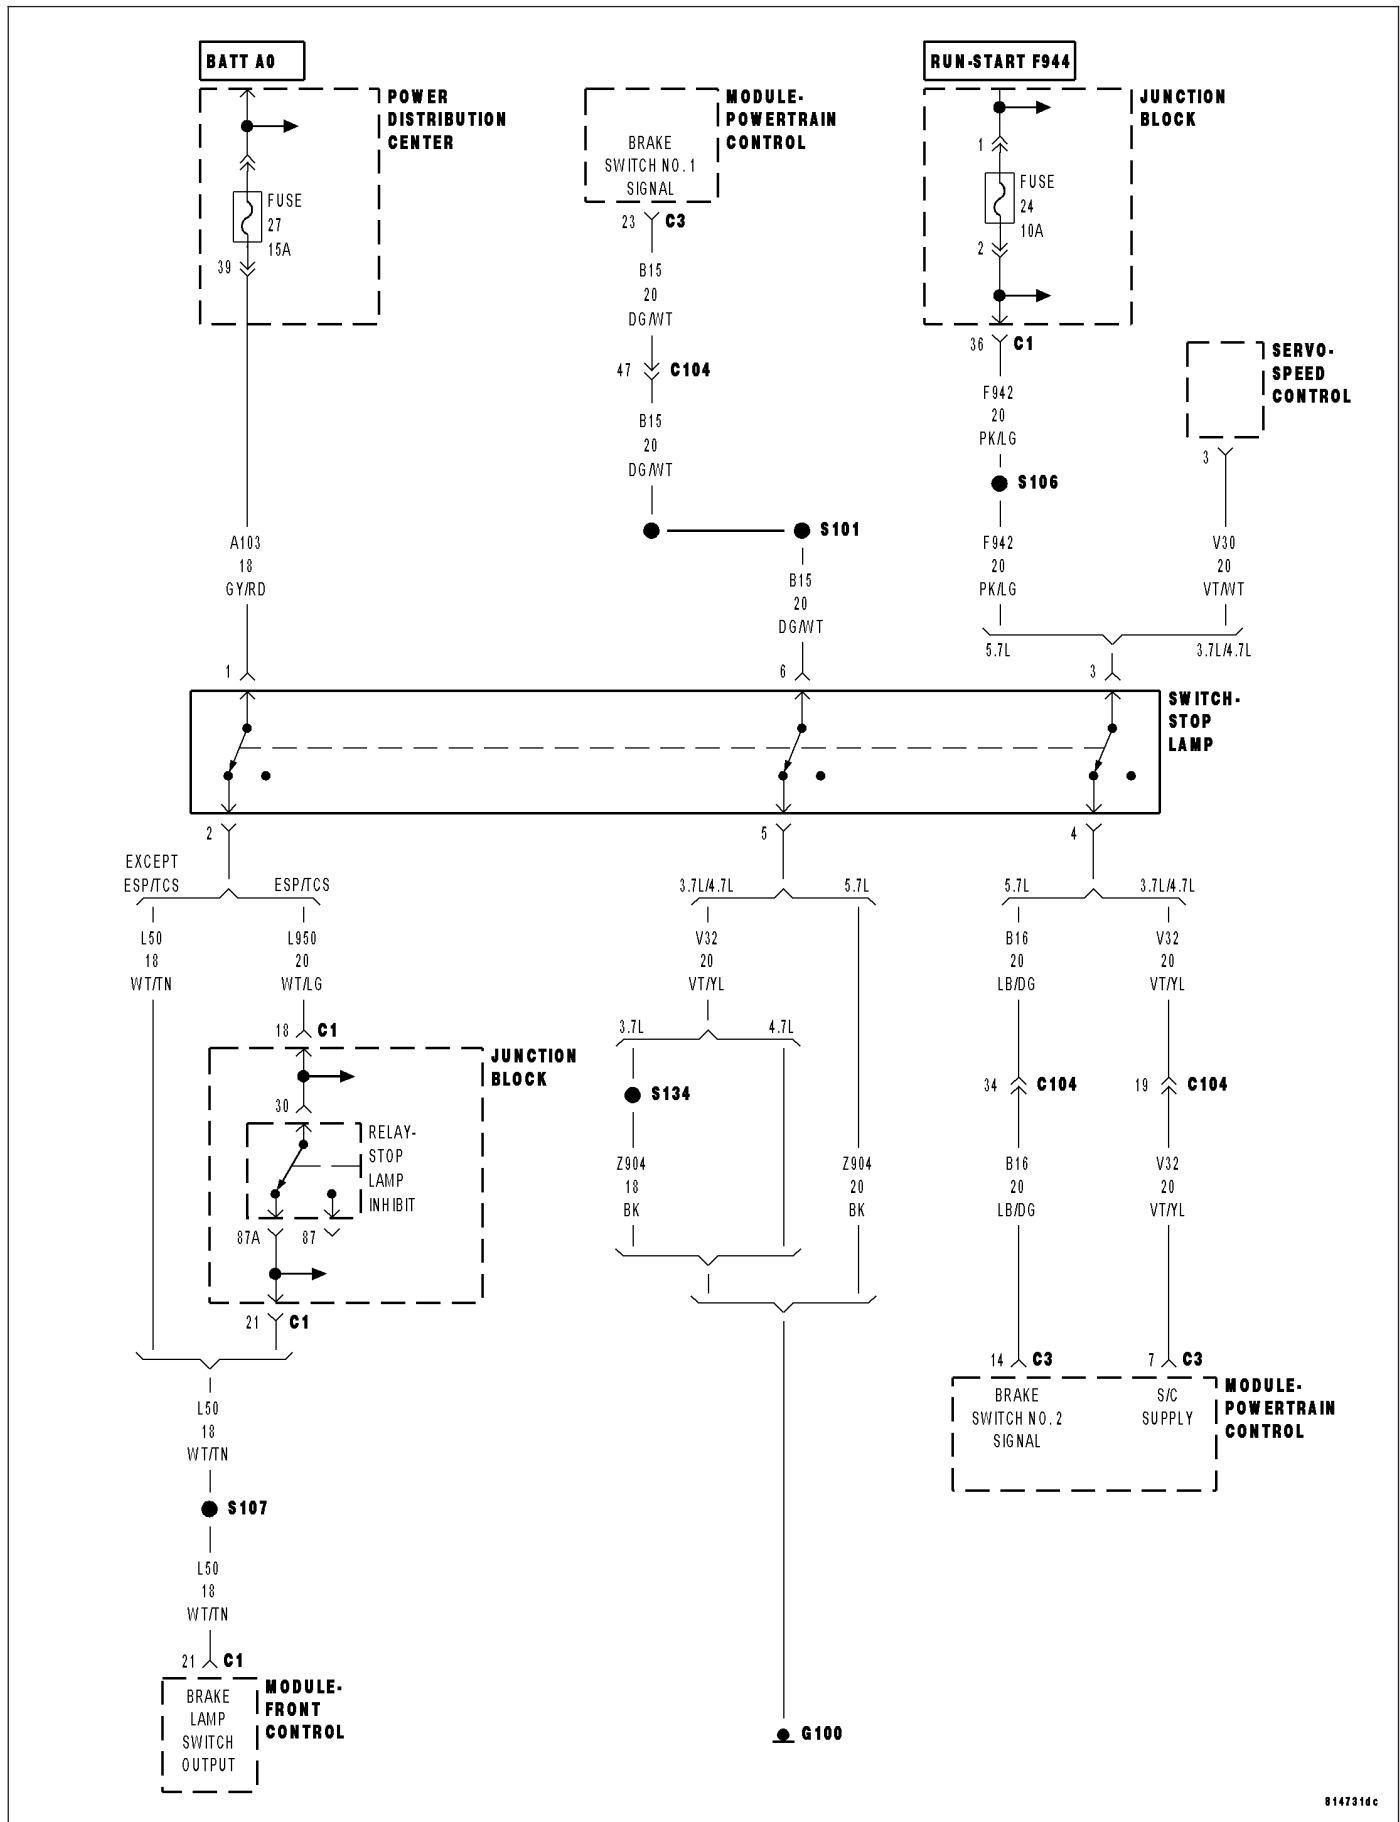 BATT A0
RUN-START F944
POWER
DISTRIBUTION
CENTER
FUSE
27
15A
39
MODULE-
POWERTRAIN
CONTROL
BRAKE
SWITCH NO. 1
SIGNAL
23
C3
B15
20
DG/WT
47
C104
B15
20
DG/WT
S101
B15
20
DG/WT
JUNCTION
BLOCK
1
FUSE
24
10A
2
36
C1
F942
20
PK/LG
S106
F942
20
PK/LG
SERVO-
SPEED
CONTROL
3
V30
20
VT/WT
5.7L
3.7L/4.7L
A103
18
GY/RD
1
6
3
SWITCH-
STOP
LAMP
2
5
4
EXCEPT
ESP/TCS
ESP/TCS
L50
18
WT/TN
L950
20
WT/LG
18
C1
JUNCTION
BLOCK
30
RELAY-
STOP
LAMP
INHIBIT
87A
87
21
C1
L50
18
WT/TN
S107
L50
18
WT/TN
21
C1
MODULE-
FRONT
CONTROL
BRAKE
LAMP
SWITCH
OUTPUT
3.7L/4.7L
5.7L
V32
20
VT/YL
3.7L
4.7L
S134
Z904
18
BK
Z904
20
BK
G100
5.7L
3.7L/4.7L
B16
20
LB/DG
V32
20
VT/YL
34
C104
19
C104
B16
20
LB/DG
V32
20
VT/YL
14
C3
7
C3
BRAKE
SWITCH NO. 2
SIGNAL
S/C
SUPPLY
MODULE-
POWERTRAIN
CONTROL
814731dc